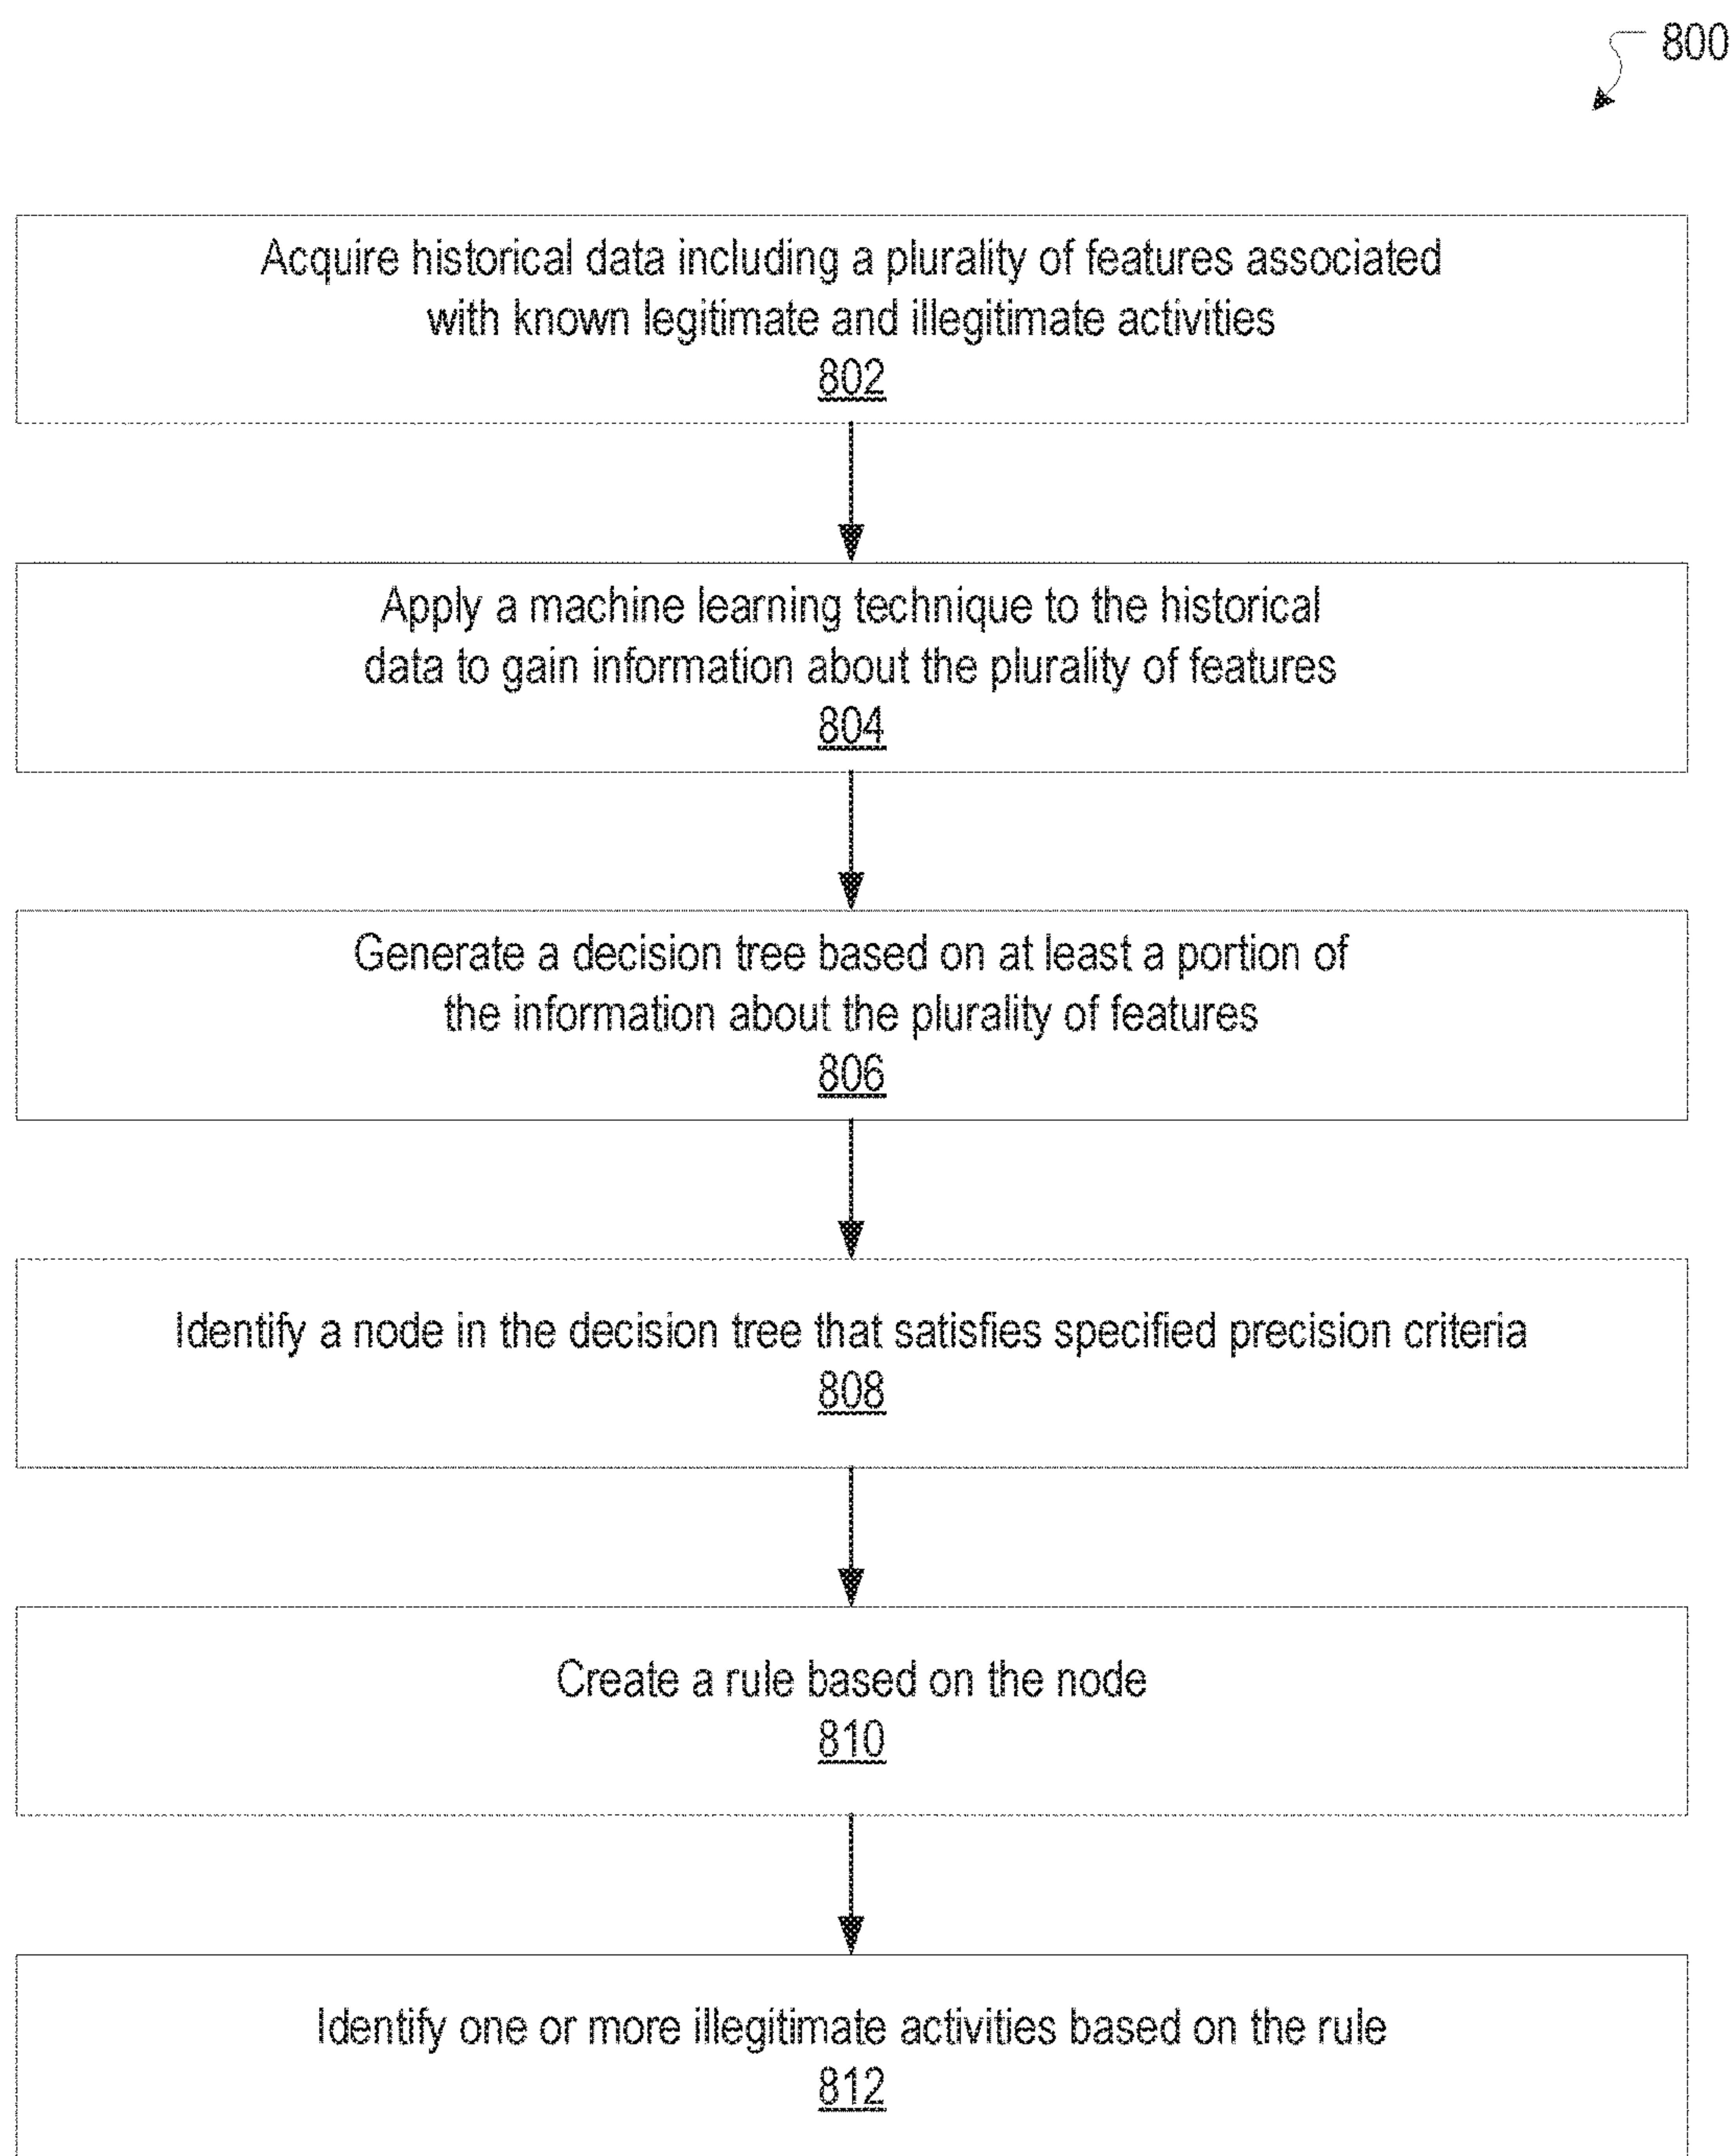 800
Acquire historical data including a plurality of features associated
with known legitimate and illegitimate activities
802
Apply a machine learning technique to the historical
data to gain information about the plurality of features
804
Generate a decision tree based on at least a portion of
the information about the plurality of features
806
Identify a node in the decision tree that satisfies specified precision criteria
808
Create a rule based on the node
810
Identify one or more illegitimate activities based on the rule
812